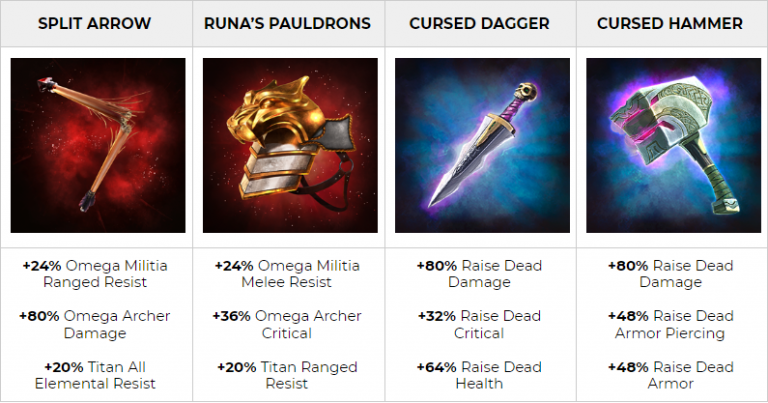 SPLIT ARROW
RUNA'S PAULDRONS
CURSED DAGGER
CURSED HAMMER
+24% Omega Militia
Ranged Resist
+80% Omega Archer
Damage
+20% Titan All
Elemental Resist
+24% Omega Militia
Melee Resist
+36% Omega Archer
Critical
+20% Titan Ranged
Resist
+80% Raise Dead
Damage
+32% Raise Dead
Critical
+64% Raise Dead
Health
+80% Raise Dead
Damage
+48% Raise Dead
Armor Piercing
+48% Raise Dead
Armor